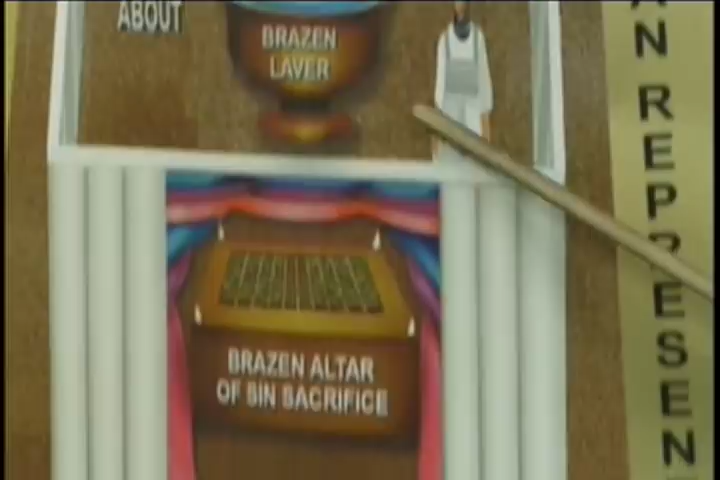 ABOUT
BRAZEN
LAVER
BRAZEN ALTAR
OF SIN SACRIFICE
AN REPRESEN